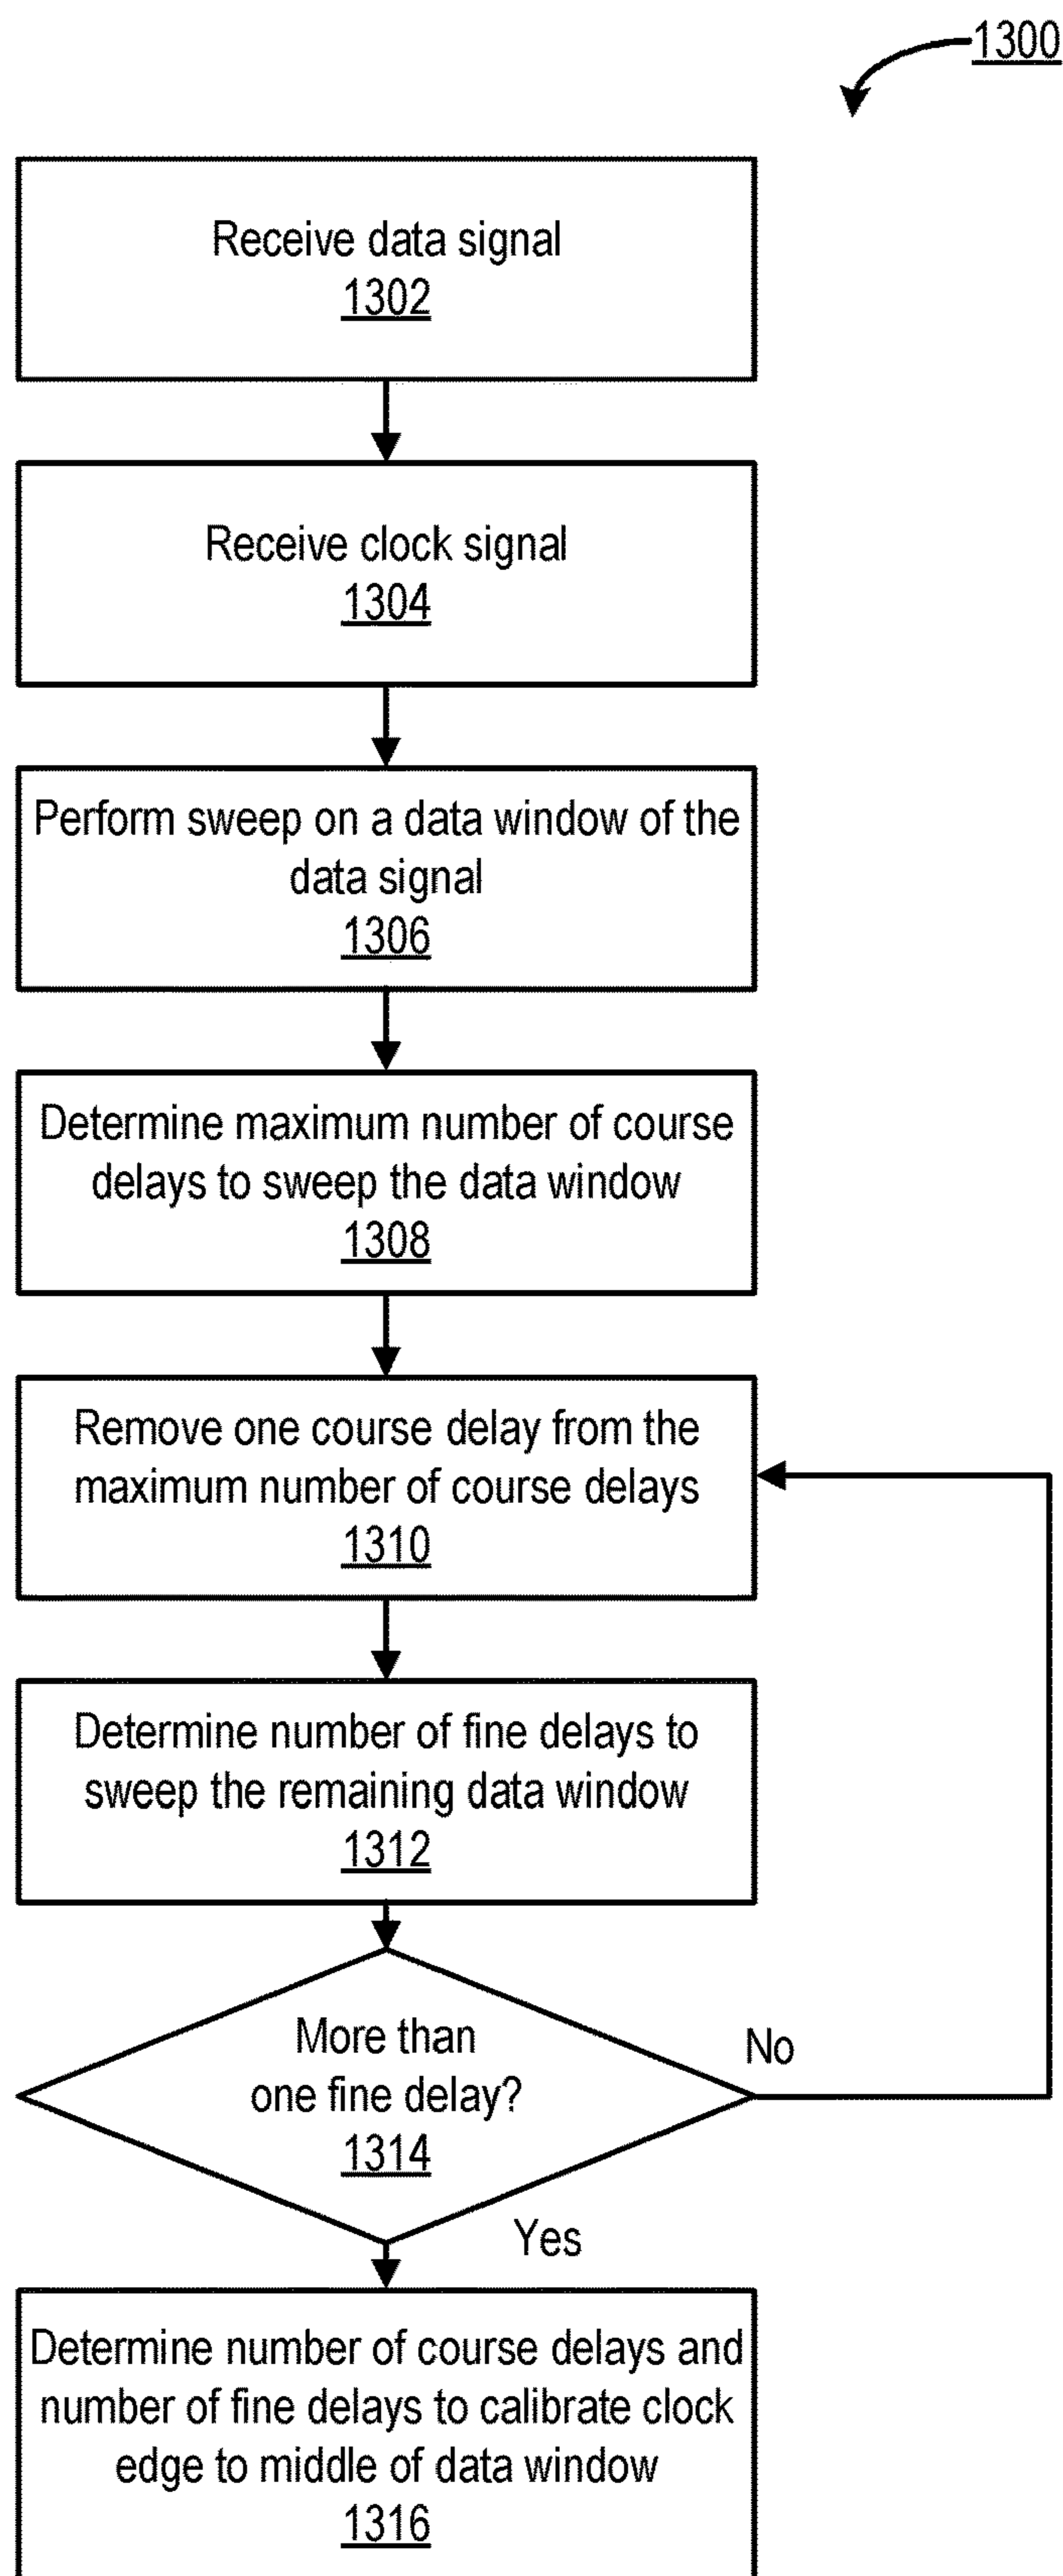 1300
Receive data signal
1302
Receive clock signal
1304
Perform sweep on a data window of the
data signal
1306
Determine maximum number of course
delays to sweep the data window
1308
Remove one course delay from the
maximum number of course delays
1310
Determine number of fine delays to
sweep the remaining data window
1312
More than
one fine delay?
1314
No
Yes
Determine number of course delays and
number of fine delays to calibrate clock
edge to middle of data window
1316